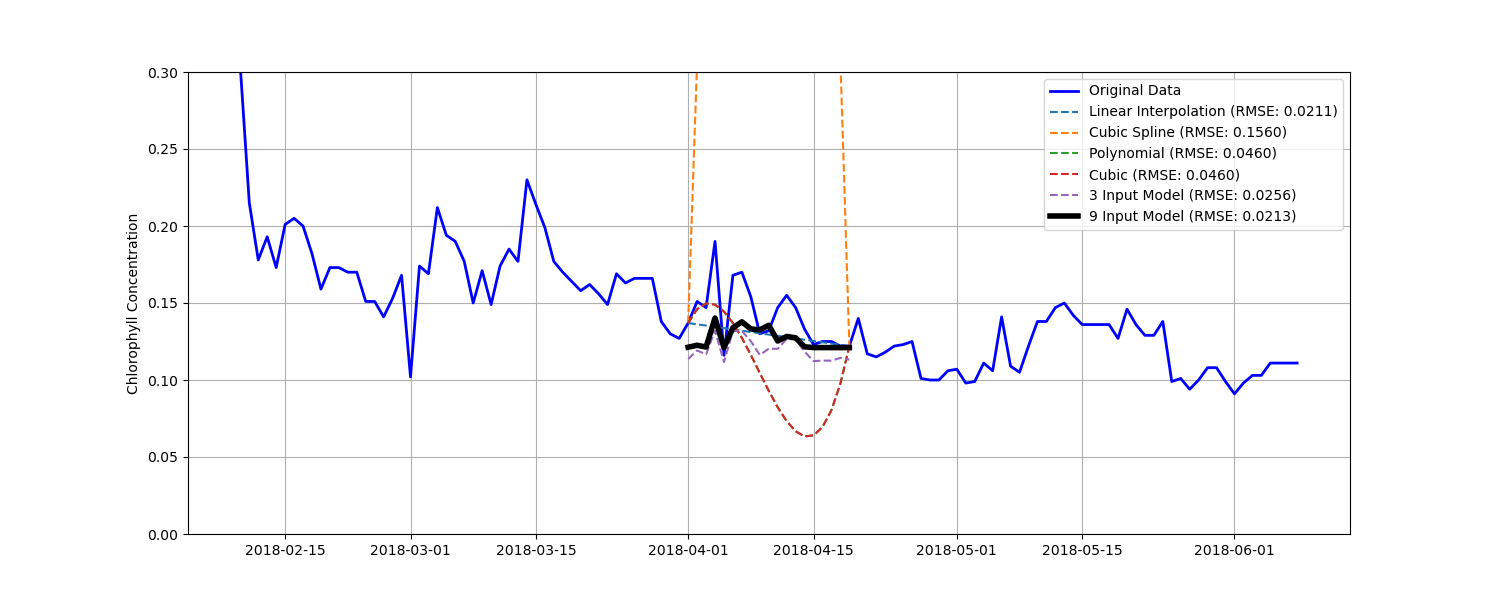 0.30
0.25
0.20
0.15
0.10
0.05
0.00
Chlorophyll Concentration
2018-02-15
2018-03-01
2018-03-15
2018-04-01
2018-04-15
2018-05-01
2018-05-15
2018-06-01
Original Data
Linear Interpolation (RMSE: 0.0211)
Cubic Spline (RMSE: 0.1560)
Polynomial (RMSE: 0.0460)
Cubic (RMSE: 0.0460)
3 Input Model (RMSE: 0.0256)
9 Input Model (RMSE: 0.0213)